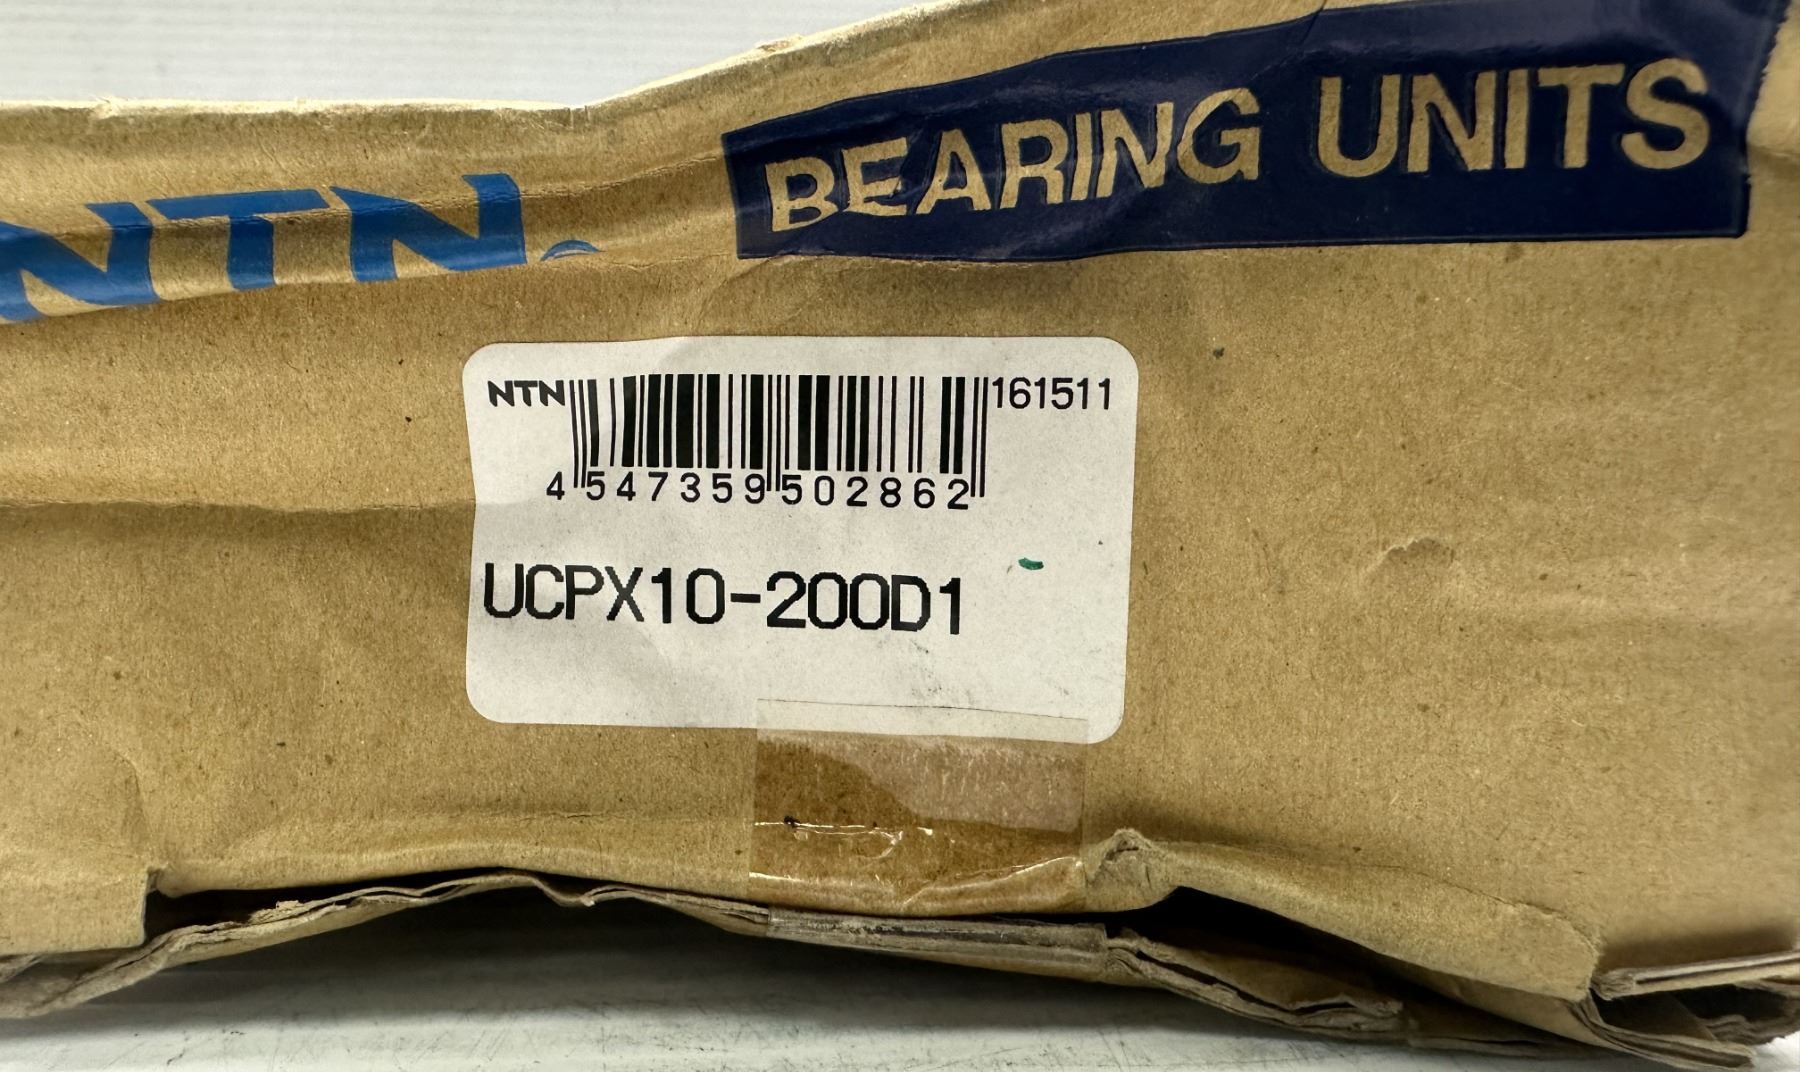 NTN®
BEARING UNITS
NTN 161511
4 547359 502862
UCPX10-200D1